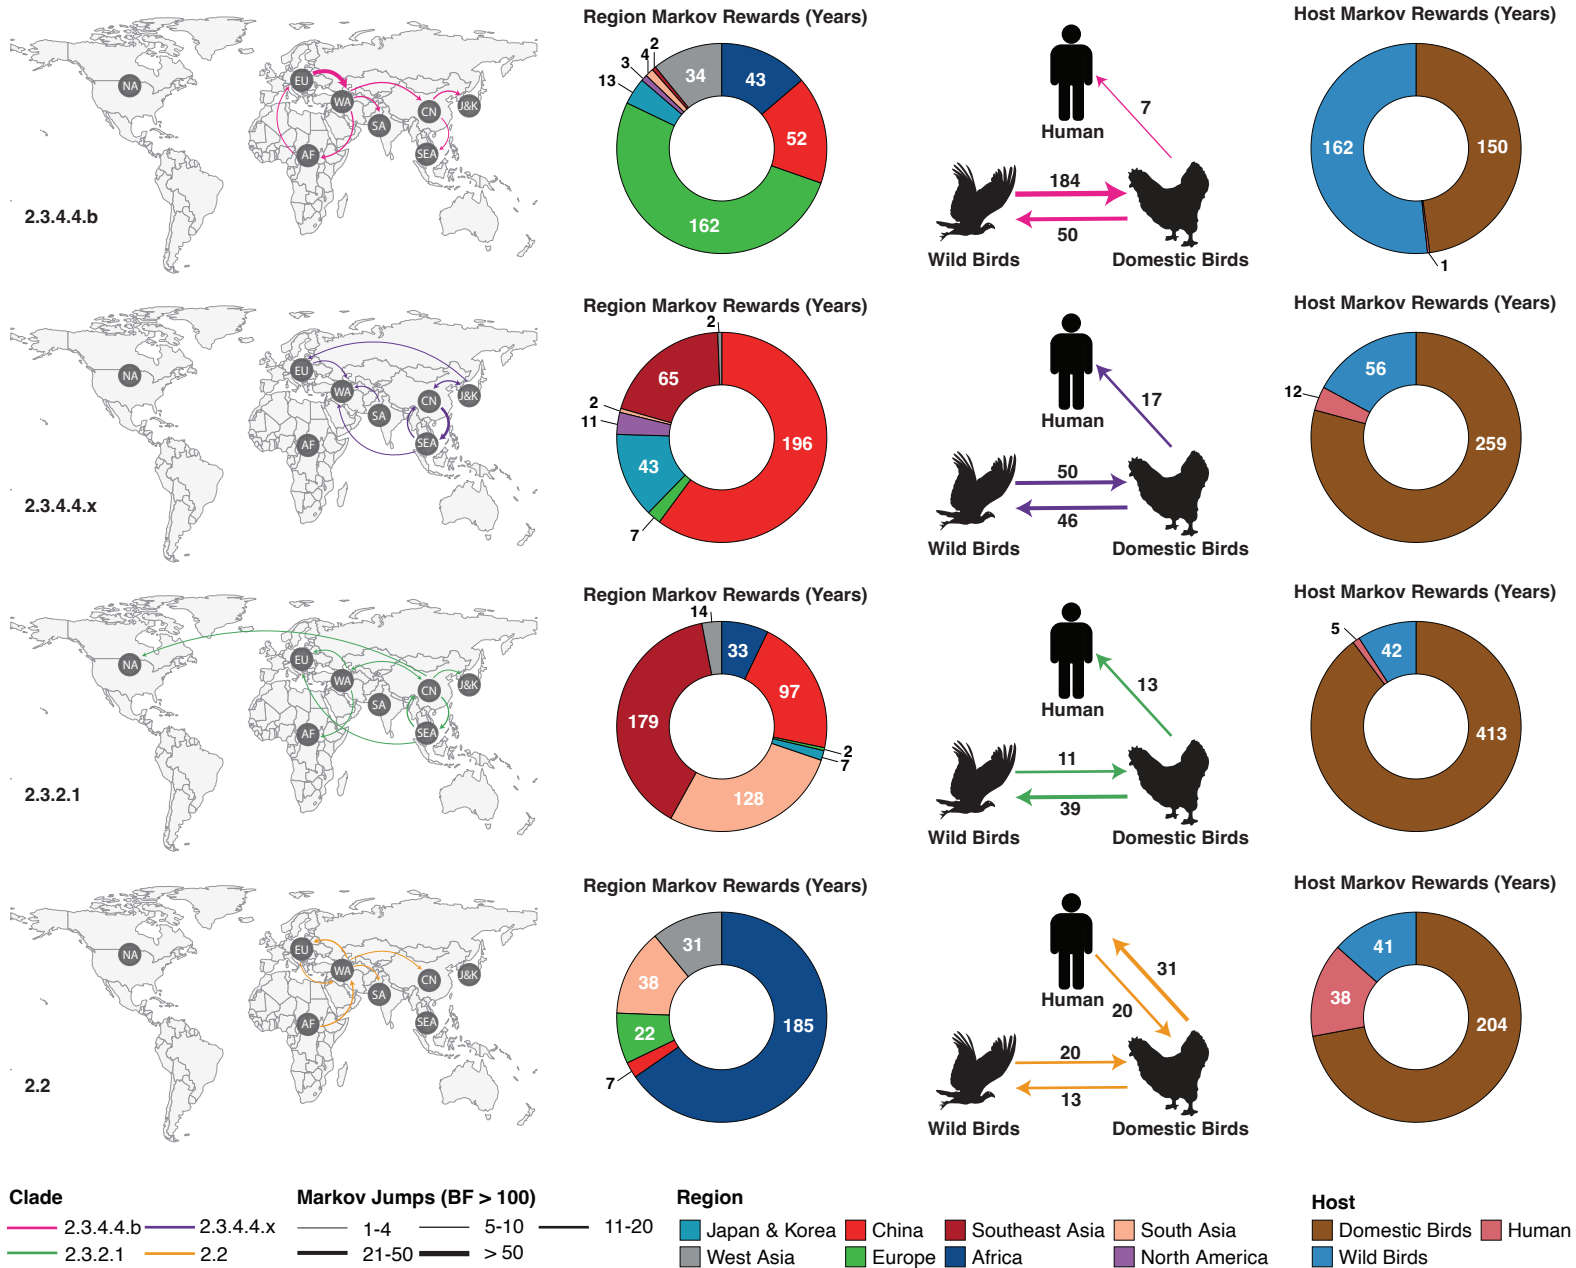 Region Markov Rewards (Years)
Host Markov Rewards (Years)
NA
EU
WA
CN
J&K
SA
AF
SEA
2.3.4.4.b
2
4
3
13
34
43
52
162
Human
7
184
50
Wild Birds
Domestic Birds
162
150
1
Region Markov Rewards (Years)
Host Markov Rewards (Years)
NA
EU
WA
CN
J&K
SA
AF
SEA
2.3.4.4.x
2
65
2
11
43
7
196
Human
17
50
46
Wild Birds
Domestic Birds
56
12
259
Region Markov Rewards (Years)
Host Markov Rewards (Years)
NA
EU
WA
CN
J&K
SA
AF
SEA
2.3.2.1
14
33
97
179
2
7
128
Human
13
11
39
Wild Birds
Domestic Birds
5
42
413
Region Markov Rewards (Years)
Host Markov Rewards (Years)
NA
EU
WA
CN
J&K
SA
AF
SEA
2.2
31
38
22
7
185
Human
31
20
20
13
Wild Birds
Domestic Birds
41
38
204
Clade
2.3.4.4.b
2.3.4.4.x
2.3.2.1
2.2
Markov Jumps (BF > 100)
1-4
5-10
11-20
21-50
> 50
Region
Japan & Korea
China
Southeast Asia
South Asia
West Asia
Europe
Africa
North America
Host
Domestic Birds
Human
Wild Birds